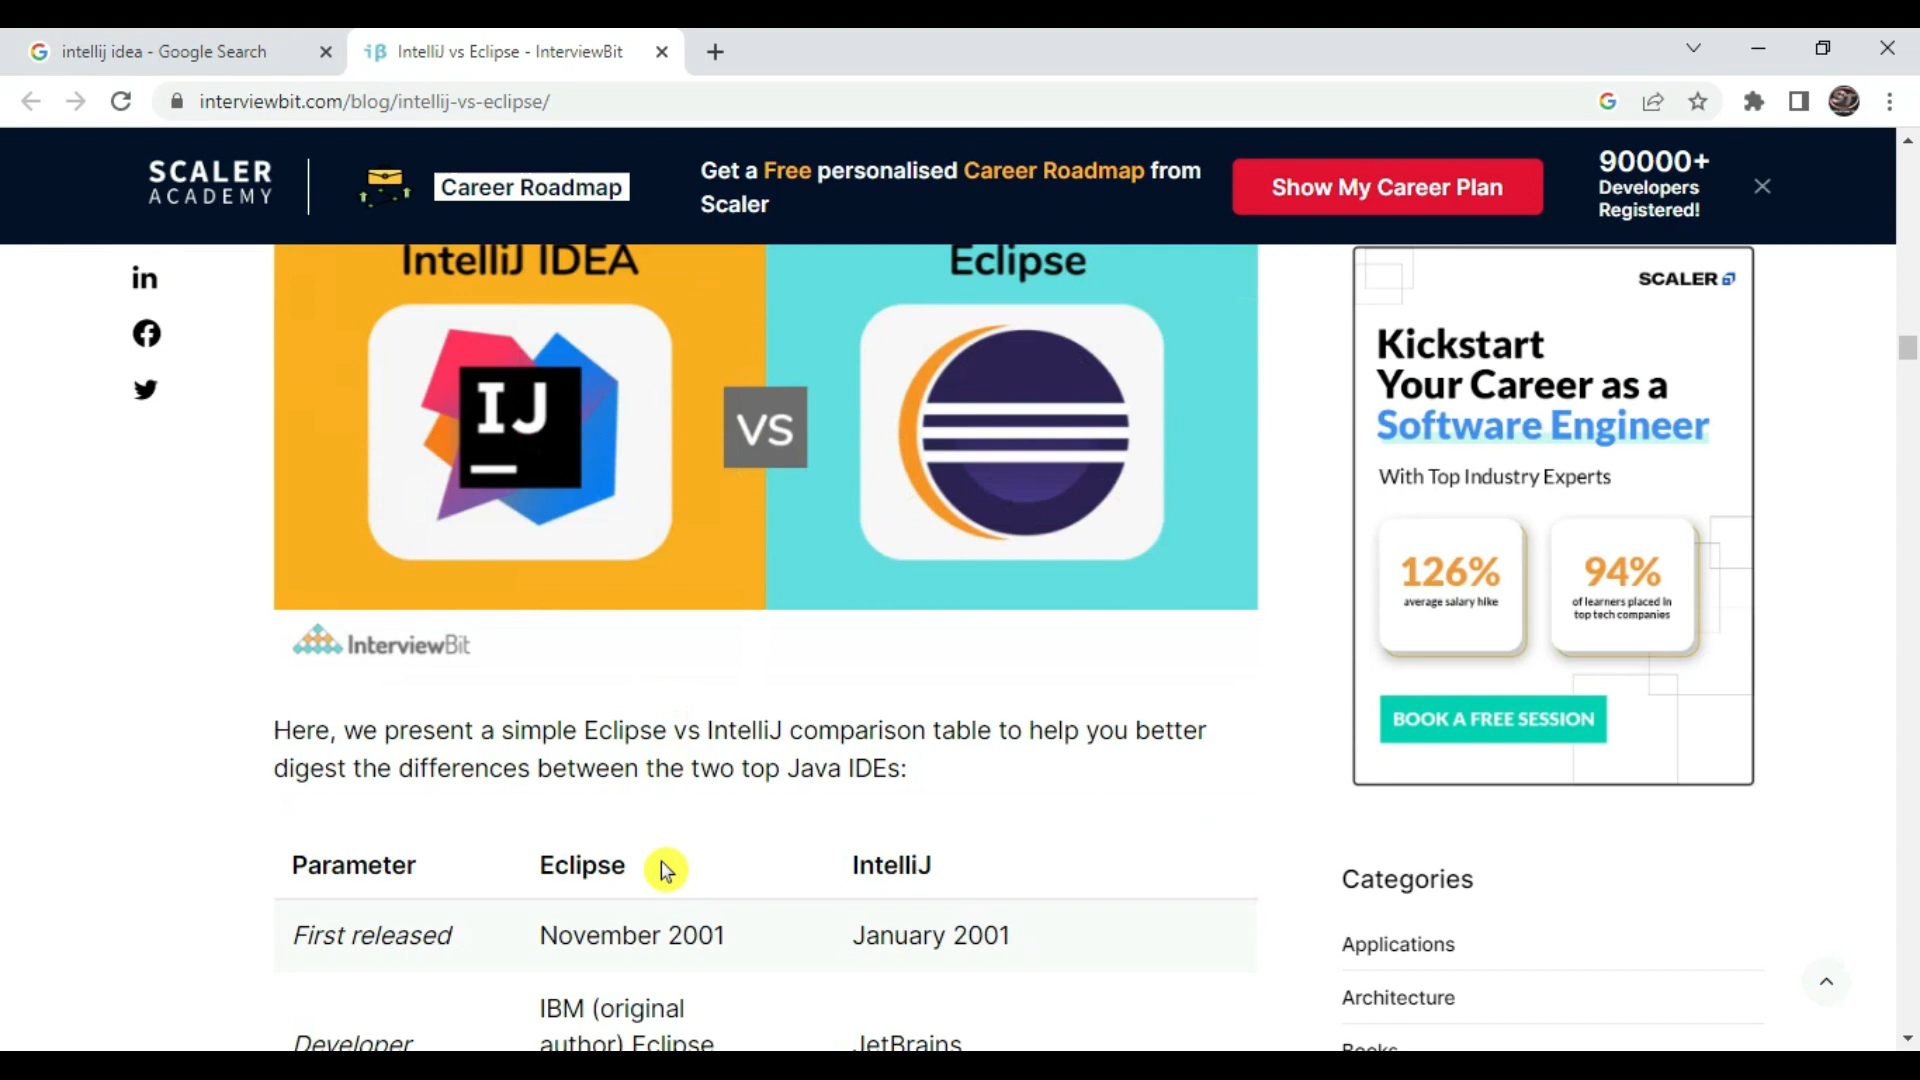 intellij idea - Google Search
IntelliJ vs Eclipse - InterviewBit
interviewbit.com/blog/intellij-vs-eclipse/
SCALER
ACADEMY
Career Roadmap
Get a Free personalised Career Roadmap from
Scaler
Show My Career Plan
90000+
Developers
Registered!
IntelliJ IDEA
Eclipse
IJ
VS
InterviewBit
Here, we present a simple Eclipse vs IntelliJ comparison table to help you better
digest the differences between the two top Java IDEs:
Parameter Eclipse IntelliJ
First released November 2001 January 2001
IBM (original
Developer author) Eclipse JetBrains
SCALER
Kickstart
Your Career as a
Software Engineer
With Top Industry Experts
126%
average salary hike
94%
of learners placed in
top tech companies
BOOK A FREE SESSION
Categories
Applications
Architecture
Books